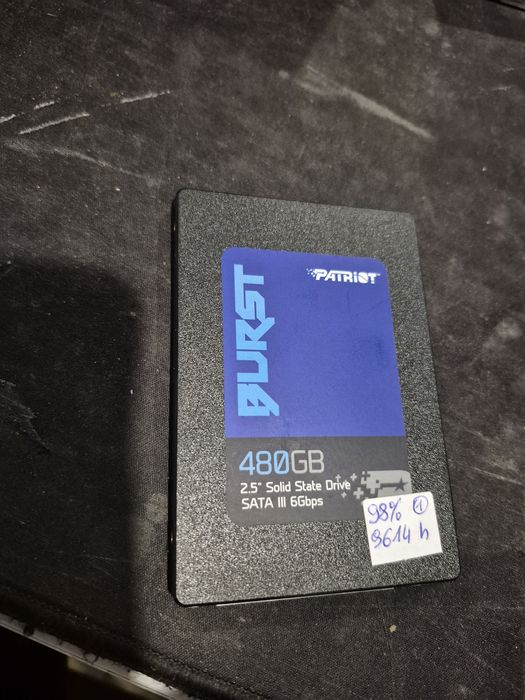 PATRIOT
BURST
480GB
2.5" Solid State Drive
SATA III 6Gbps
98% 1
9614 h